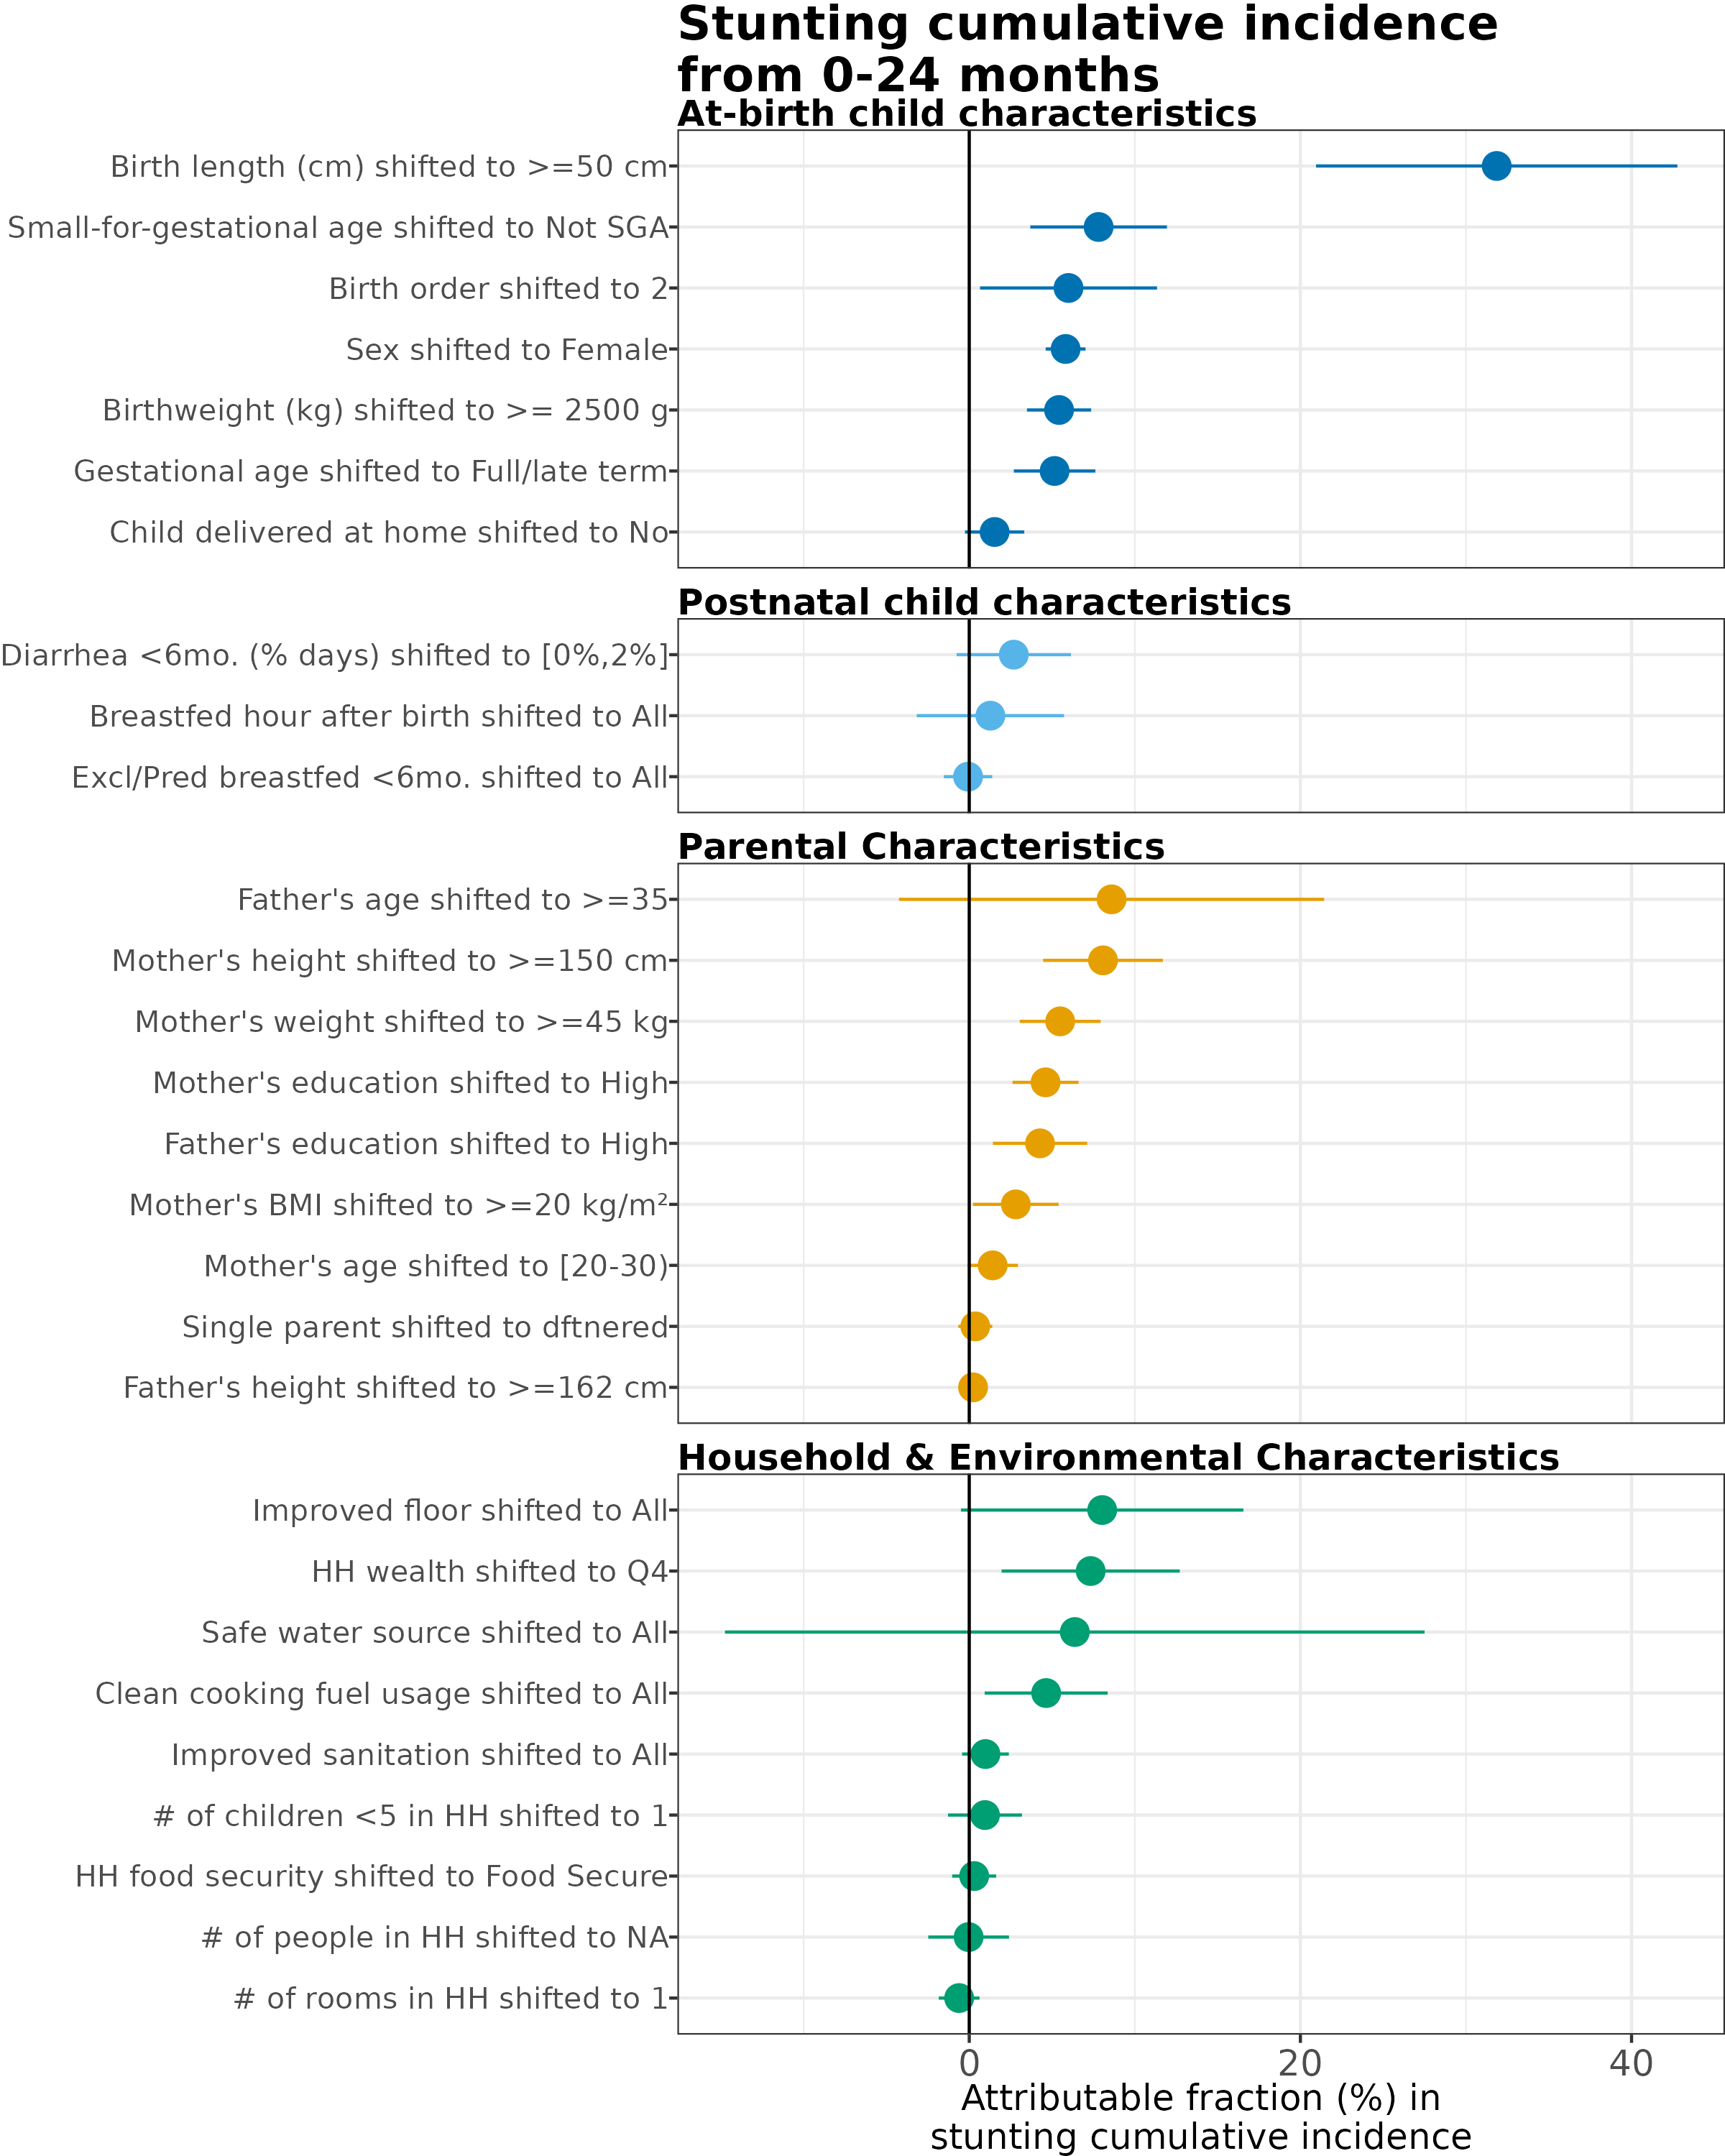 Stunting cumulative incidence
from 0-24 months
At-birth child characteristics
Birth length (cm) shifted to >=50 cm
Small-for-gestational age shifted to Not SGA
Birth order shifted to 2
Sex shifted to Female
Birthweight (kg) shifted to >= 2500 g
Gestational age shifted to Full/late term
Child delivered at home shifted to No
Postnatal child characteristics
Diarrhea <6mo. (% days) shifted to [0%,2%]
Breastfed hour after birth shifted to All
Excl/Pred breastfed <6mo. shifted to All
Parental Characteristics
Father's age shifted to >=35
Mother's height shifted to >=150 cm
Mother's weight shifted to >=45 kg
Mother's education shifted to High
Father's education shifted to High
Mother's BMI shifted to >=20 kg/m²
Mother's age shifted to [20-30)
Single parent shifted to dftnered
Father's height shifted to >=162 cm
Household & Environmental Characteristics
Improved floor shifted to All
HH wealth shifted to Q4
Safe water source shifted to All
Clean cooking fuel usage shifted to All
Improved sanitation shifted to All
# of children <5 in HH shifted to 1
HH food security shifted to Food Secure
# of people in HH shifted to NA
# of rooms in HH shifted to 1
0 20 40
Attributable fraction (%) in
stunting cumulative incidence